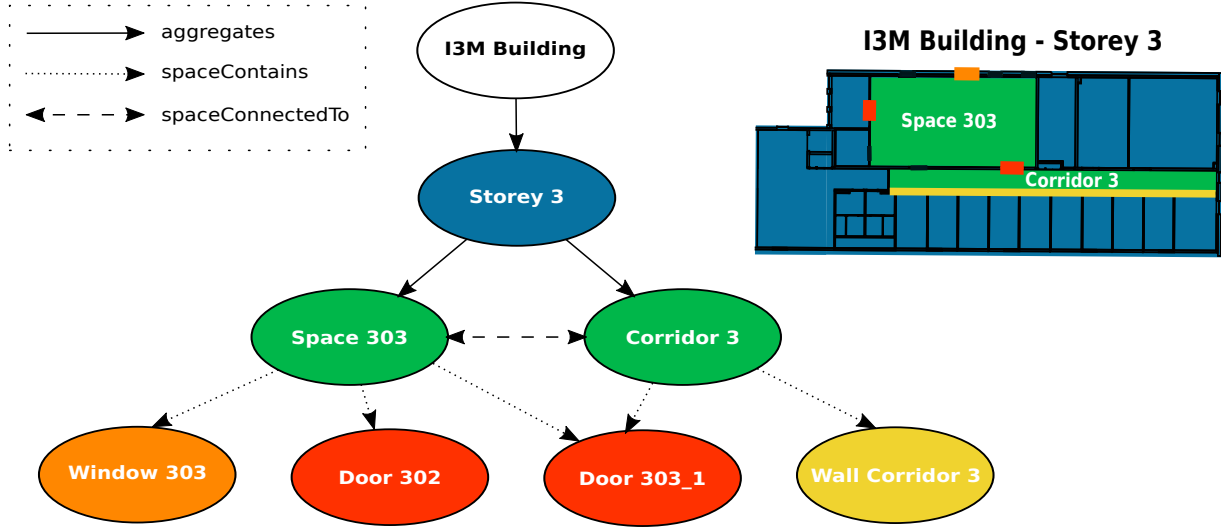 aggregates
spaceContains
spaceConnectedTo
I3M Building
I3M Building - Storey 3
Space 303
Corridor 3
Storey 3
Space 303
Corridor 3
Window 303
Door 302
Door 303_1
Wall Corridor 3